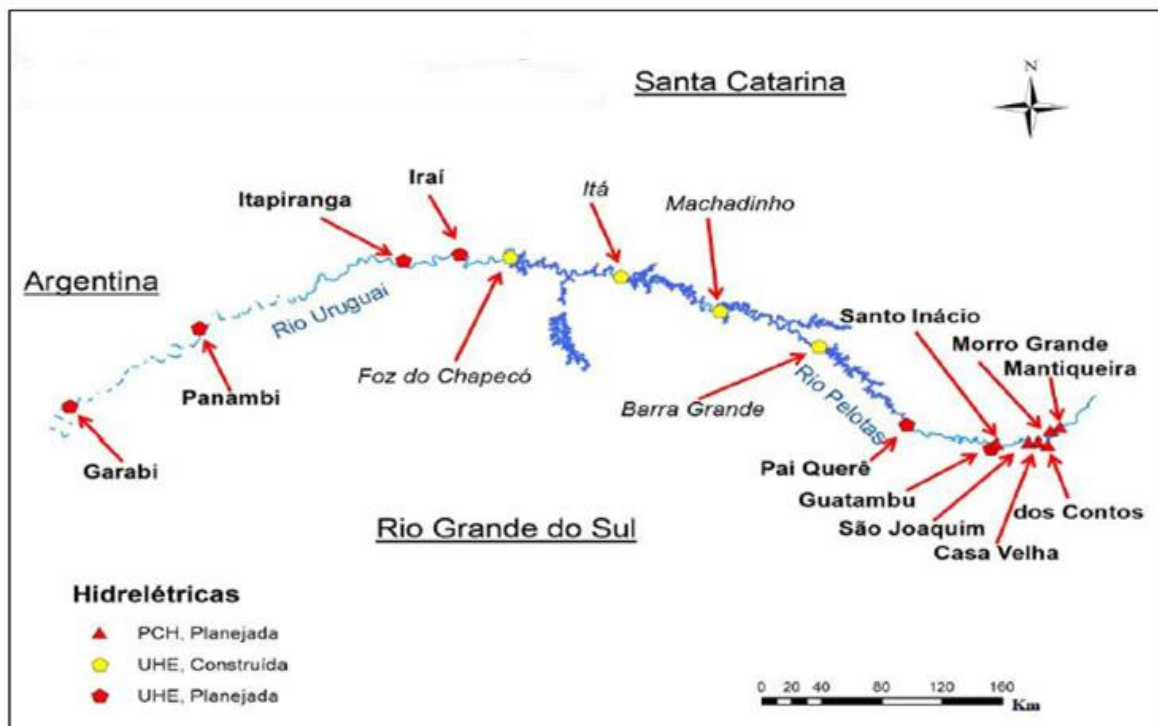 N
Santa Catarina
Iraí
Itá
Itapiranga
Machadinho
Argentina
Rio Uruguai
Santo Inácio
Morro Grande
Mantiqueira
Foz do Chapecó
Panambi
Barra Grande
Rio Pelotas
Garabi
Pai Querê
Guatambu
dos Contos
São Joaquim
Casa Velha
Rio Grande do Sul
Hidrelétricas
PCH, Planejada
UHE, Construída
UHE, Planejada
0 20 40 80 120 160
Km